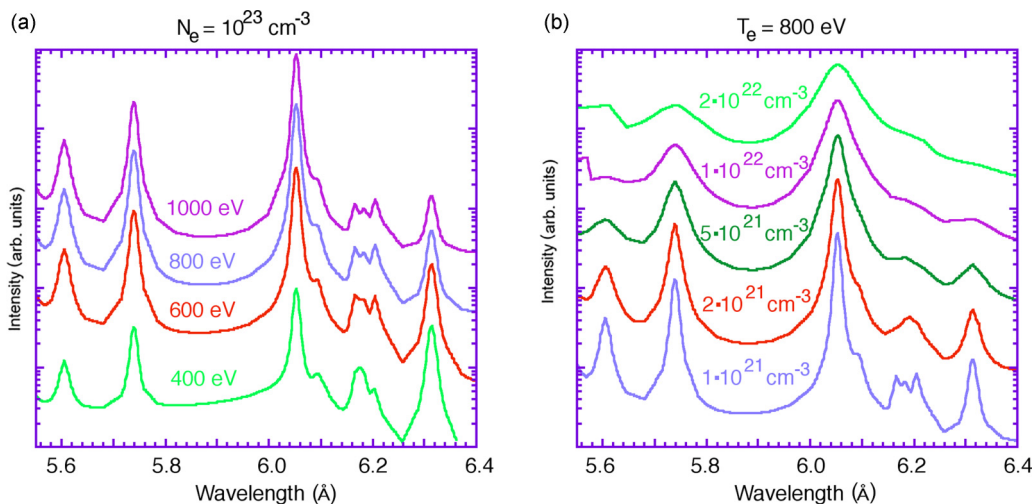 (a)
N_e = 10^23 cm^-3
Intensity (arb. units)
1000 eV
800 eV
600 eV
400 eV
5.6 5.8 6.0 6.2 6.4
Wavelength (Å)
(b)
T_e = 800 eV
Intensity (arb. units)
2•10^22 cm^-3
1•10^22 cm^-3
5•10^21 cm^-3
2•10^21 cm^-3
1•10^21 cm^-3
5.6 5.8 6.0 6.2 6.4
Wavelength (Å)